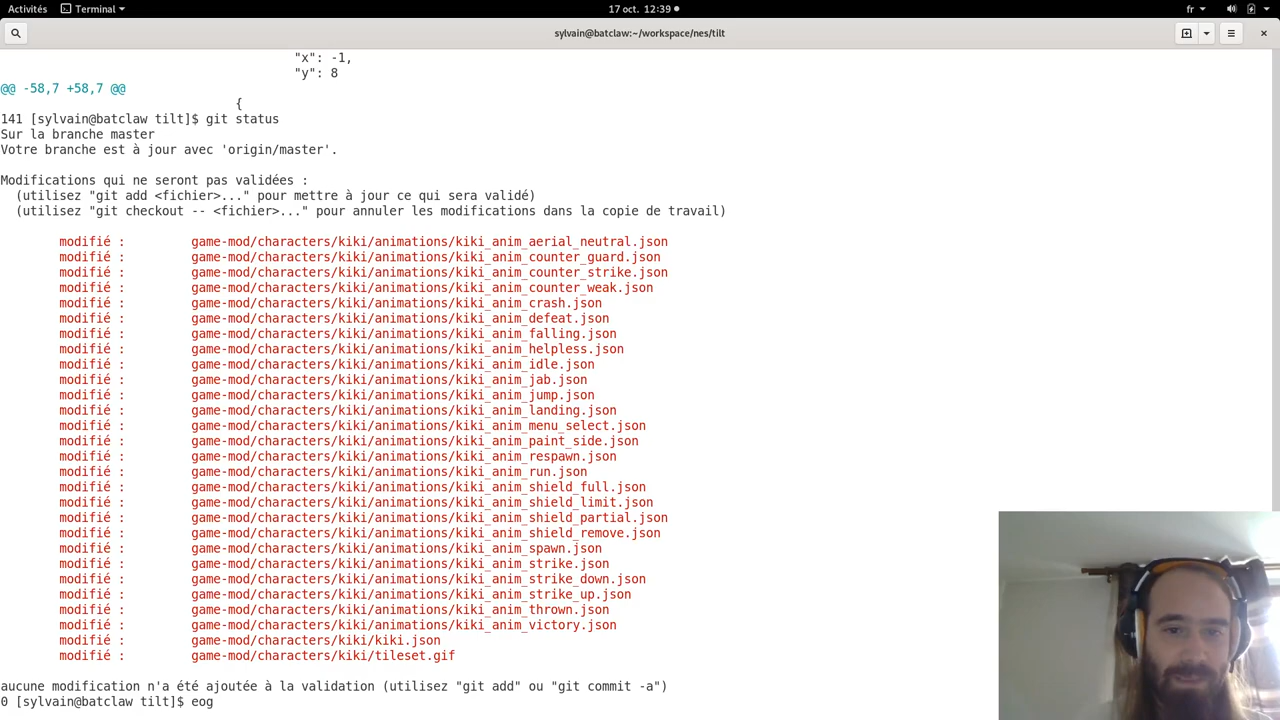 Activités Terminal 17 oct. 12:39 fr
sylvain@batclaw:~/workspace/nes/tilt
"x": -1,
"y": 8
@@ -58,7 +58,7 @@
{
141 [sylvain@batclaw tilt]$ git status
Sur la branche master
Votre branche est à jour avec 'origin/master'.
Modifications qui ne seront pas validées :
(utilisez "git add <fichier>..." pour mettre à jour ce qui sera validé)
(utilisez "git checkout -- <fichier>..." pour annuler les modifications dans la copie de travail)
modifié : game-mod/characters/kiki/animations/kiki_anim_aerial_neutral.json
modifié : game-mod/characters/kiki/animations/kiki_anim_counter_guard.json
modifié : game-mod/characters/kiki/animations/kiki_anim_counter_strike.json
modifié : game-mod/characters/kiki/animations/kiki_anim_counter_weak.json
modifié : game-mod/characters/kiki/animations/kiki_anim_crash.json
modifié : game-mod/characters/kiki/animations/kiki_anim_defeat.json
modifié : game-mod/characters/kiki/animations/kiki_anim_falling.json
modifié : game-mod/characters/kiki/animations/kiki_anim_helpless.json
modifié : game-mod/characters/kiki/animations/kiki_anim_idle.json
modifié : game-mod/characters/kiki/animations/kiki_anim_jab.json
modifié : game-mod/characters/kiki/animations/kiki_anim_jump.json
modifié : game-mod/characters/kiki/animations/kiki_anim_landing.json
modifié : game-mod/characters/kiki/animations/kiki_anim_menu_select.json
modifié : game-mod/characters/kiki/animations/kiki_anim_paint_side.json
modifié : game-mod/characters/kiki/animations/kiki_anim_respawn.json
modifié : game-mod/characters/kiki/animations/kiki_anim_run.json
modifié : game-mod/characters/kiki/animations/kiki_anim_shield_full.json
modifié : game-mod/characters/kiki/animations/kiki_anim_shield_limit.json
modifié : game-mod/characters/kiki/animations/kiki_anim_shield_partial.json
modifié : game-mod/characters/kiki/animations/kiki_anim_shield_remove.json
modifié : game-mod/characters/kiki/animations/kiki_anim_spawn.json
modifié : game-mod/characters/kiki/animations/kiki_anim_strike.json
modifié : game-mod/characters/kiki/animations/kiki_anim_strike_down.json
modifié : game-mod/characters/kiki/animations/kiki_anim_strike_up.json
modifié : game-mod/characters/kiki/animations/kiki_anim_thrown.json
modifié : game-mod/characters/kiki/animations/kiki_anim_victory.json
modifié : game-mod/characters/kiki/kiki.json
modifié : game-mod/characters/kiki/tileset.gif
aucune modification n'a été ajoutée à la validation (utilisez "git add" ou "git commit -a")
0 [sylvain@batclaw tilt]$ eog